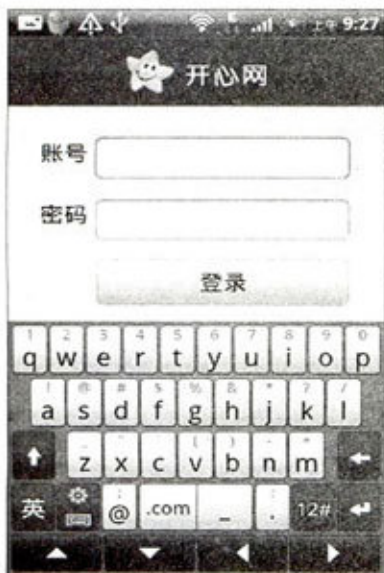 上午 9:27
开心网
账号
密码
登录
1 2 3 4 5 6 7 8 9 0
q w e r t y u i o p
! @ # $ % & * ? /
a s d f g h j k l
z x c v b n m
英 @ .com _ . 12#